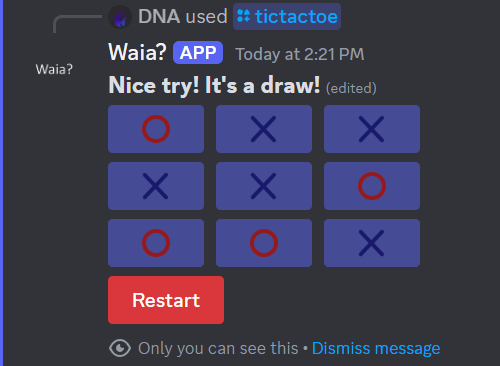 DNA used tictactoe
Waia? APP Today at 2:21 PM
Waia?
Nice try! It's a draw! (edited)
O X X
X X O
O O X
Restart
Only you can see this • Dismiss message